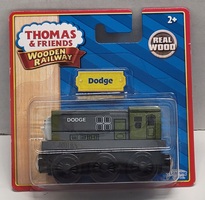 THOMAS
& FRIENDS
WOODEN
RAILWAY
2+
REAL
WOOD
Dodge
DODGE